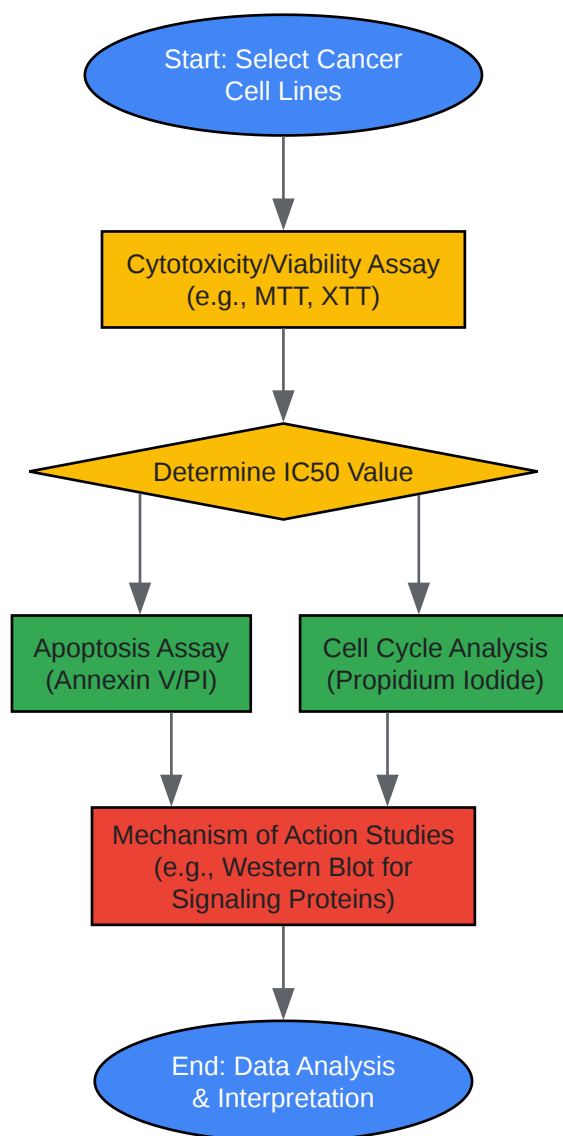 Start: Select Cancer
Cell Lines
Cytotoxicity/Viability Assay
(e.g., MTT, XTT)
Determine IC50 Value
Apoptosis Assay
(Annexin V/PI)
Cell Cycle Analysis
(Propidium Iodide)
Mechanism of Action Studies
(e.g., Western Blot for
Signaling Proteins)
End: Data Analysis
& Interpretation